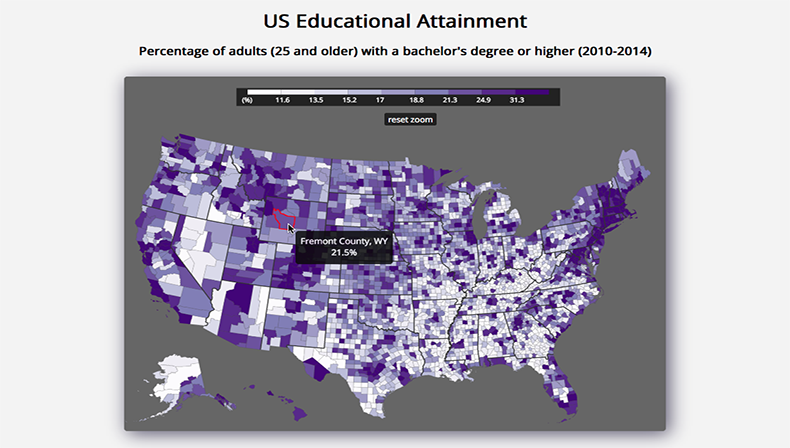 US Educational Attainment
Percentage of adults (25 and older) with a bachelor's degree or higher (2010-2014)
(%) 11.6 13.5 15.2 17 18.8 21.3 24.9 31.3
reset zoom
Fremont County, WY
21.5%